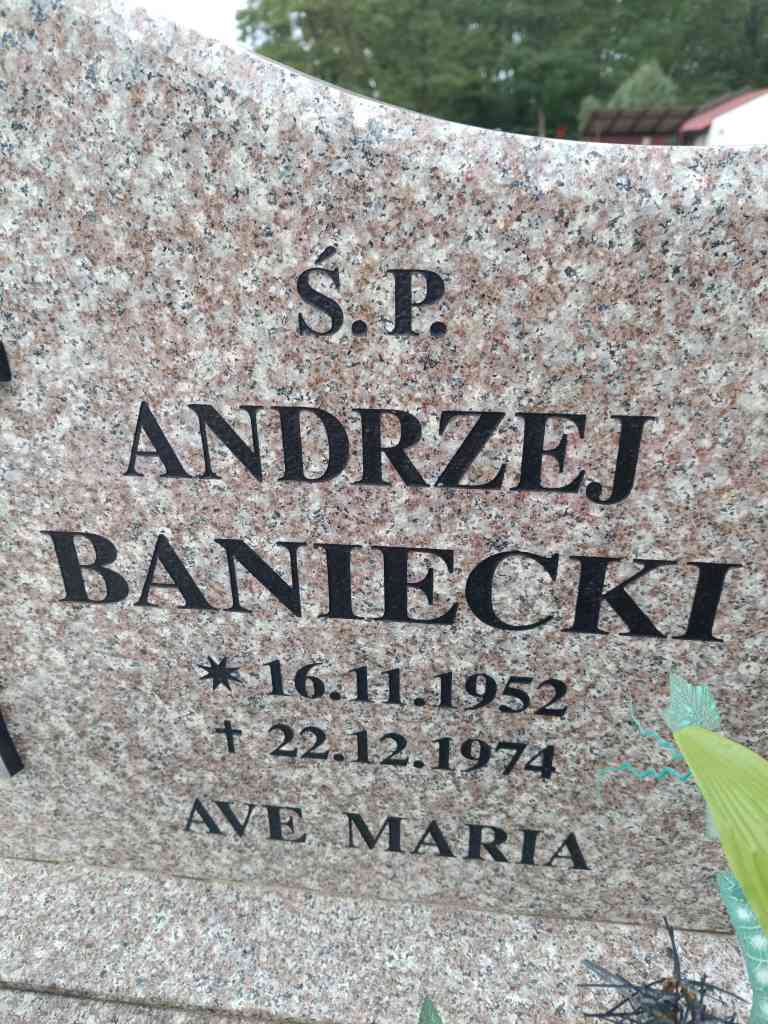 Ś. P.
ANDRZEJ
BANIECKI
* 16.11.1952
† 22.12.1974
AVE MARIA